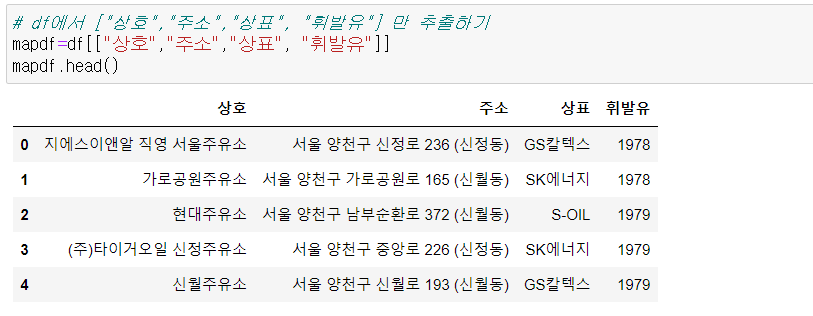 # df에서 ["상호","주소","상표", "휘발유"] 만 추출하기
mapdf=df[["상호","주소","상표", "휘발유"]]
mapdf.head()
상호 주소 상표 휘발유
0 지에스이앤알 직영 서울주유소 서울 양천구 신정로 236 (신정동) GS칼텍스 1978
1 가로공원주유소 서울 양천구 가로공원로 165 (신월동) SK에너지 1978
2 현대주유소 서울 양천구 남부순환로 372 (신월동) S-OIL 1979
3 (주)타이거오일 신정주유소 서울 양천구 중앙로 226 (신정동) SK에너지 1979
4 신월주유소 서울 양천구 신월로 193 (신월동) GS칼텍스 1979